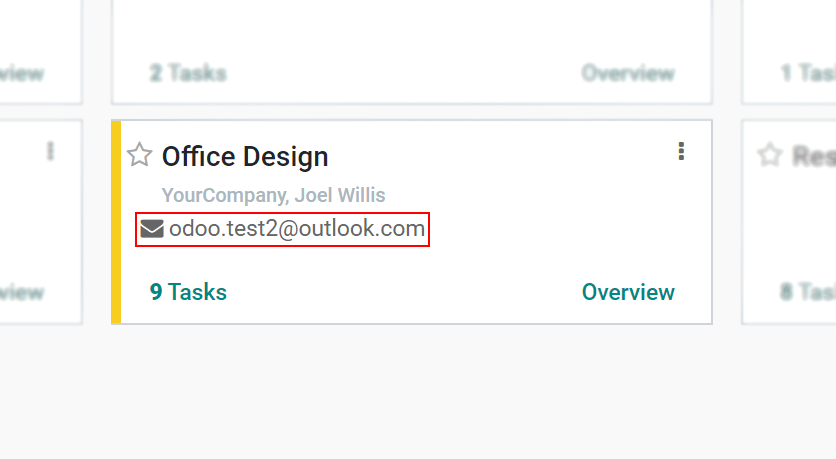 view
2 Tasks
Overview
1 Tas
Office Design
Res
YourCompany, Joel Willis
odoo.test2@outlook.com
view
9 Tasks
Overview
8 Tas